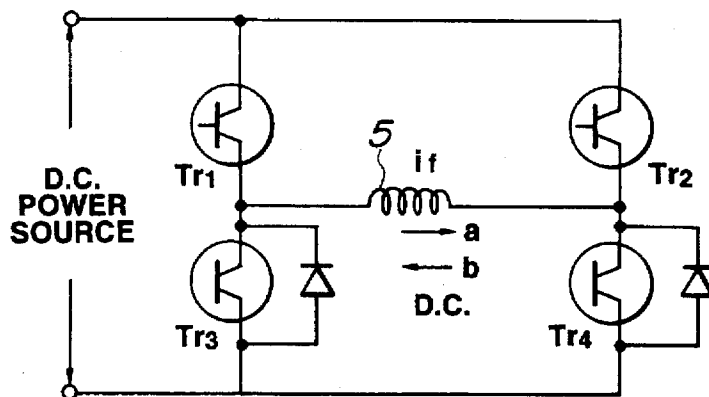 5
if
Tr1
Tr2
D.C.
POWER
SOURCE
a
b
D.C.
Tr3
Tr4